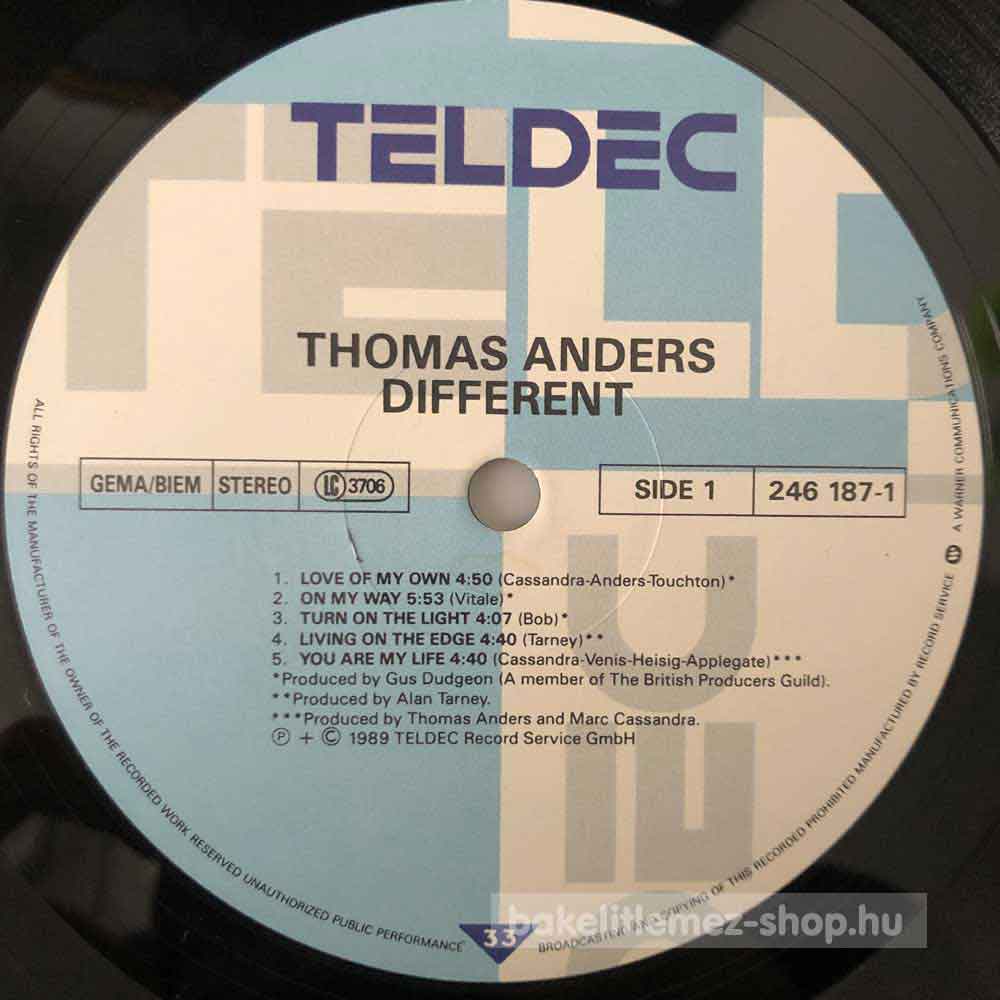 TELDEC
THOMAS ANDERS
DIFFERENT
GEMA/BIEM STEREO LC 3706
SIDE 1 246 187-1
1. LOVE OF MY OWN 4:50 (Cassandra-Anders-Touchton)*
2. ON MY WAY 5:53 (Vitale)*
3. TURN ON THE LIGHT 4:07 (Bob)*
4. LIVING ON THE EDGE 4:40 (Tarney)**
5. YOU ARE MY LIFE 4:40 (Cassandra-Venis-Heisig-Applegate)***
*Produced by Gus Dudgeon (A member of The British Producers Guild).
**Produced by Alan Tarney.
***Produced by Thomas Anders and Marc Cassandra.
℗ + © 1989 TELDEC Record Service GmbH
ALL RIGHTS OF THE MANUFACTURER OF THE OWNER OF THE RECORDED WORK RESERVED UNAUTHORIZED PUBLIC PERFORMANCE
33
BROADCASTING AND COPYING OF THIS RECORDED PROHIBITED MANUFACTURED BY RECORD SERVICE A WARNER COMMUNICATIONS COMPANY
bakelitlemez-shop.hu